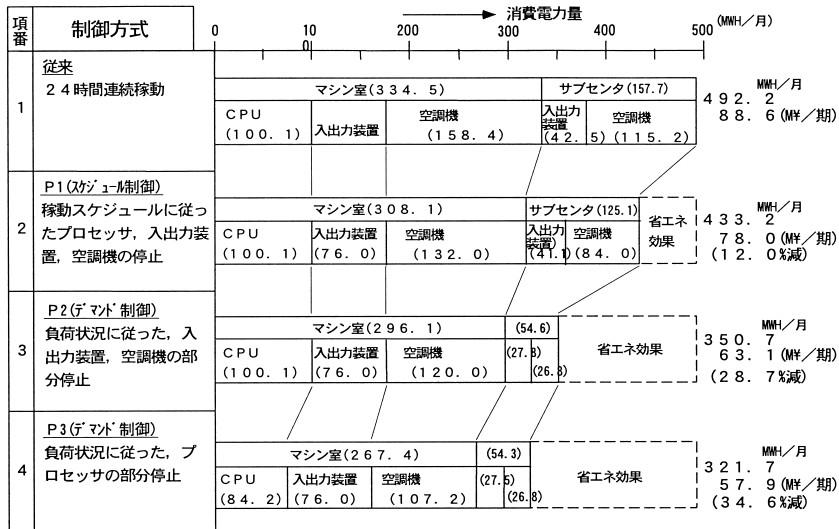 項番
制御方式
消費電力量
(MWH／月)
0
10
0
200
300
400
500
1
従来
２４時間連続稼動
マシン室(３３４．５)
サブセンタ(157.7)
ＣＰＵ
(１００．１)
入出力装置
空調機
(１５８．４)
入出力
装置
(４２．５)
空調機
(１１５．２)
MWH／月
４９２．２
８８．６(M¥／期)
2
Ｐ１(ｽｹｼﾞｭｰﾙ制御)
稼動スケジュールに従っ
たプロセッサ，入出力装
置，空調機の停止
マシン室(３０８．１)
サブセンタ(125.1)
ＣＰＵ
(１００．１)
入出力装置
(７６．０)
空調機
(１３２．０)
入出力
装置)
(41.1)
空調機
(８４．０)
省エネ
効果
MWH／月
４３３．２
７８．０(M¥／期)
(１２．０%減)
3
Ｐ２(ﾃﾞﾏﾝﾄﾞ制御)
負荷状況に従った，入
出力装置，空調機の部
分停止
マシン室(２９６．１)
(54.6)
ＣＰＵ
(１００．１)
入出力装置
(７６．０)
空調機
(１２０．０)
(27.8)
(26.8)
省エネ効果
MWH／月
３５０．７
６３．１(M¥／期)
(２８．７%減)
4
Ｐ３(ﾃﾞﾏﾝﾄﾞ制御)
負荷状況に従った，プ
ロセッサの部分停止
マシン室(２６７．４)
(54.3)
ＣＰＵ
(８４．２)
入出力装置
(７６．０)
空調機
(１０７．２)
(27.5)
(26.8)
省エネ効果
MWH／月
３２１．７
５７．９(M¥／期)
(３４．６%減)